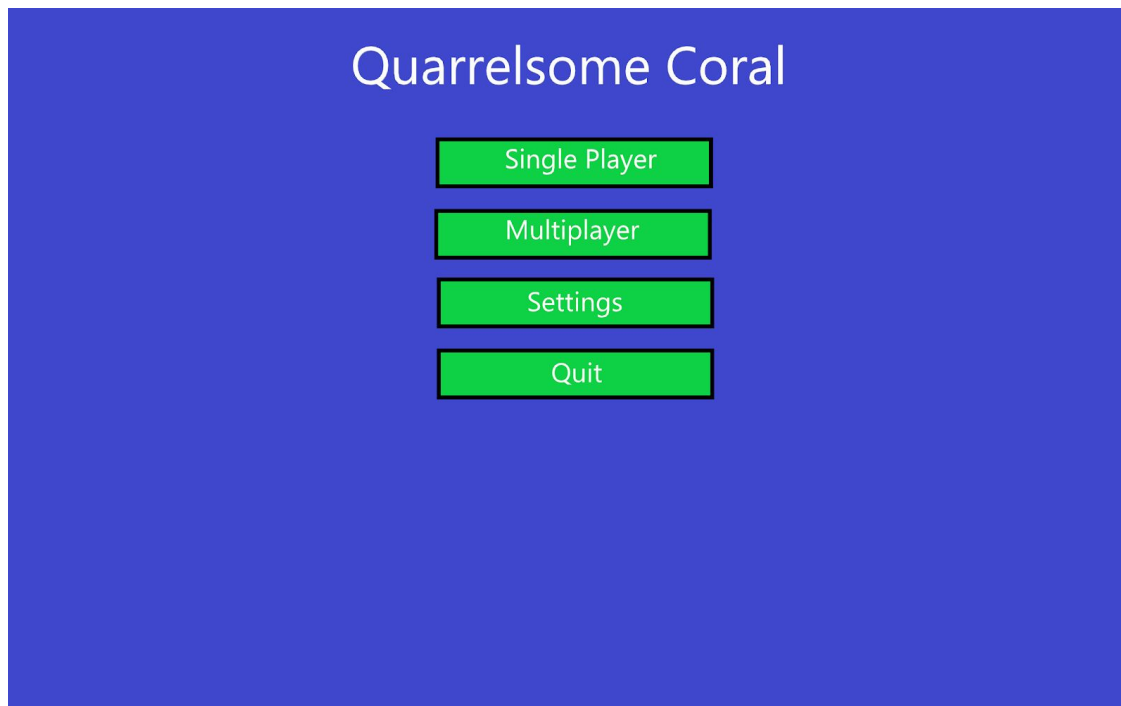 Quarrelsome Coral
Single Player
Multiplayer
Settings
Quit